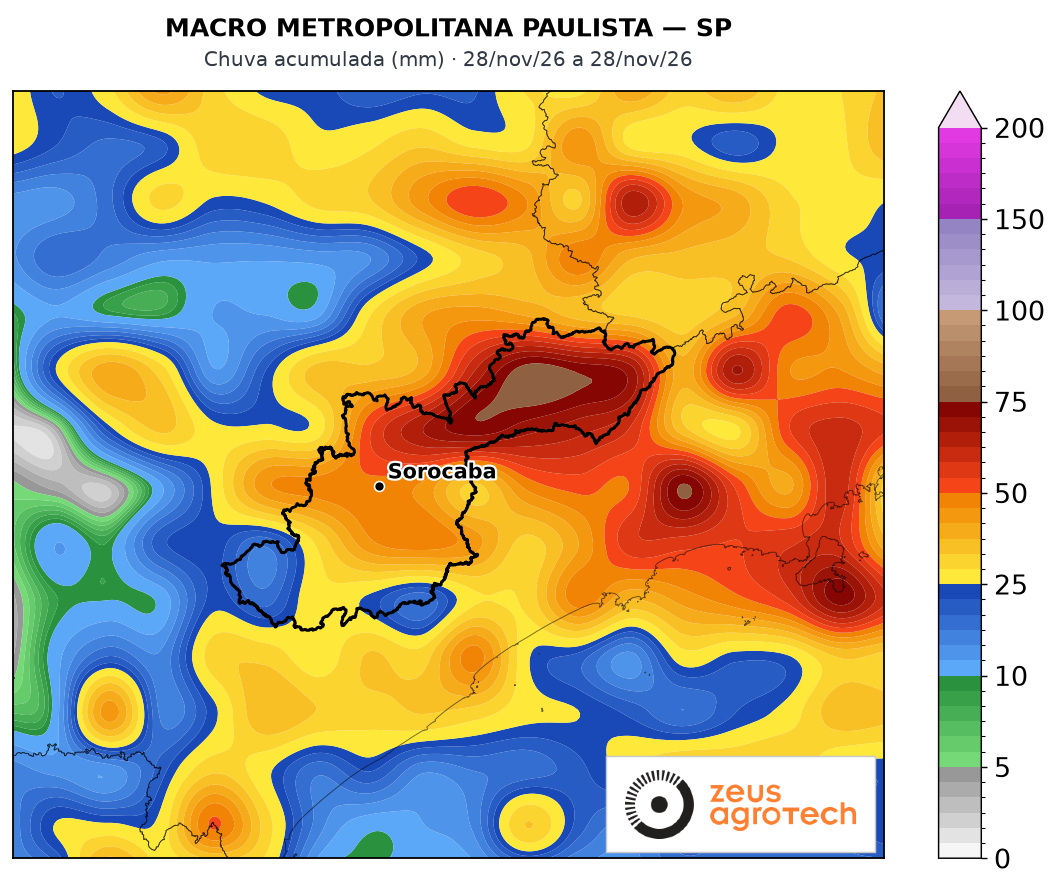 MACRO METROPOLITANA PAULISTA — SP
Chuva acumulada (mm) · 28/nov/26 a 28/nov/26
200
150
100
75
50
25
10
5
0
Sorocaba
zeus
agrotech